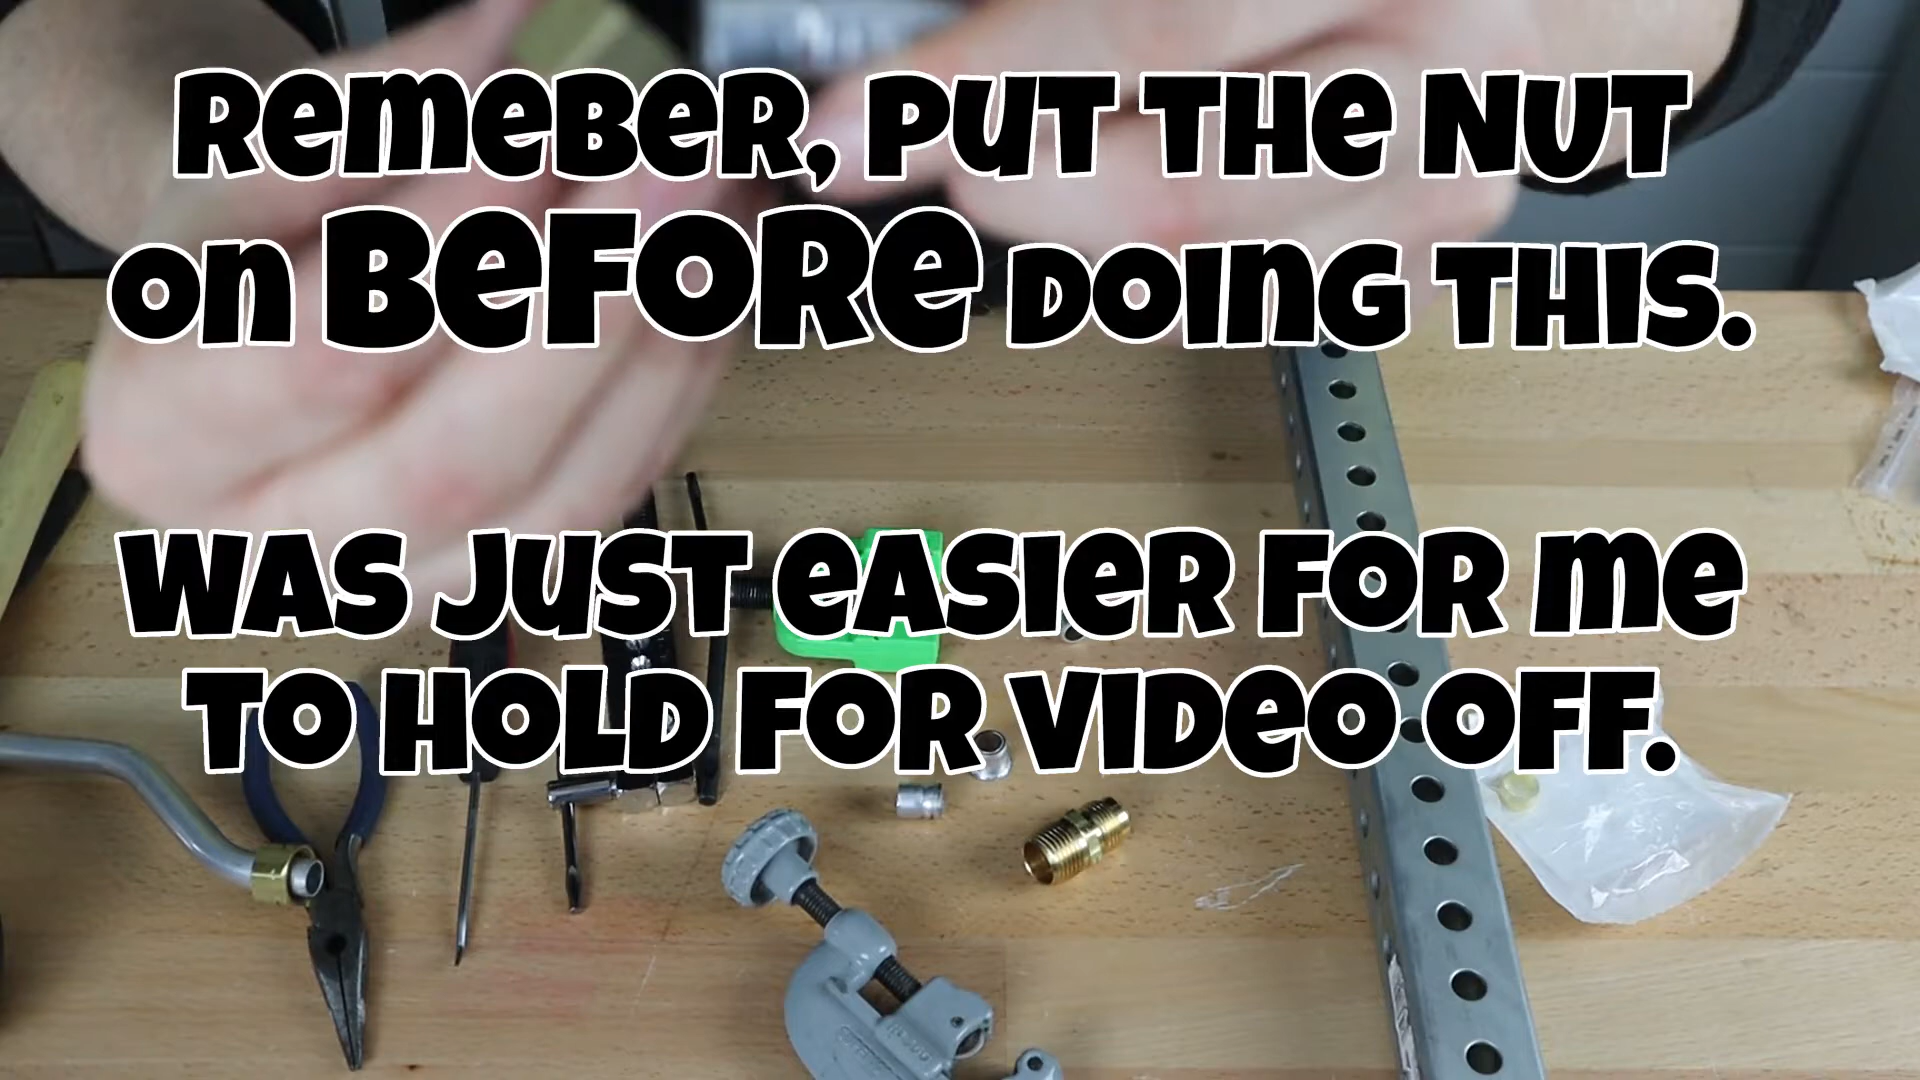 Remeber, put the nut
on BEFORE doing this.
Was just easier for me
to hold for video off.